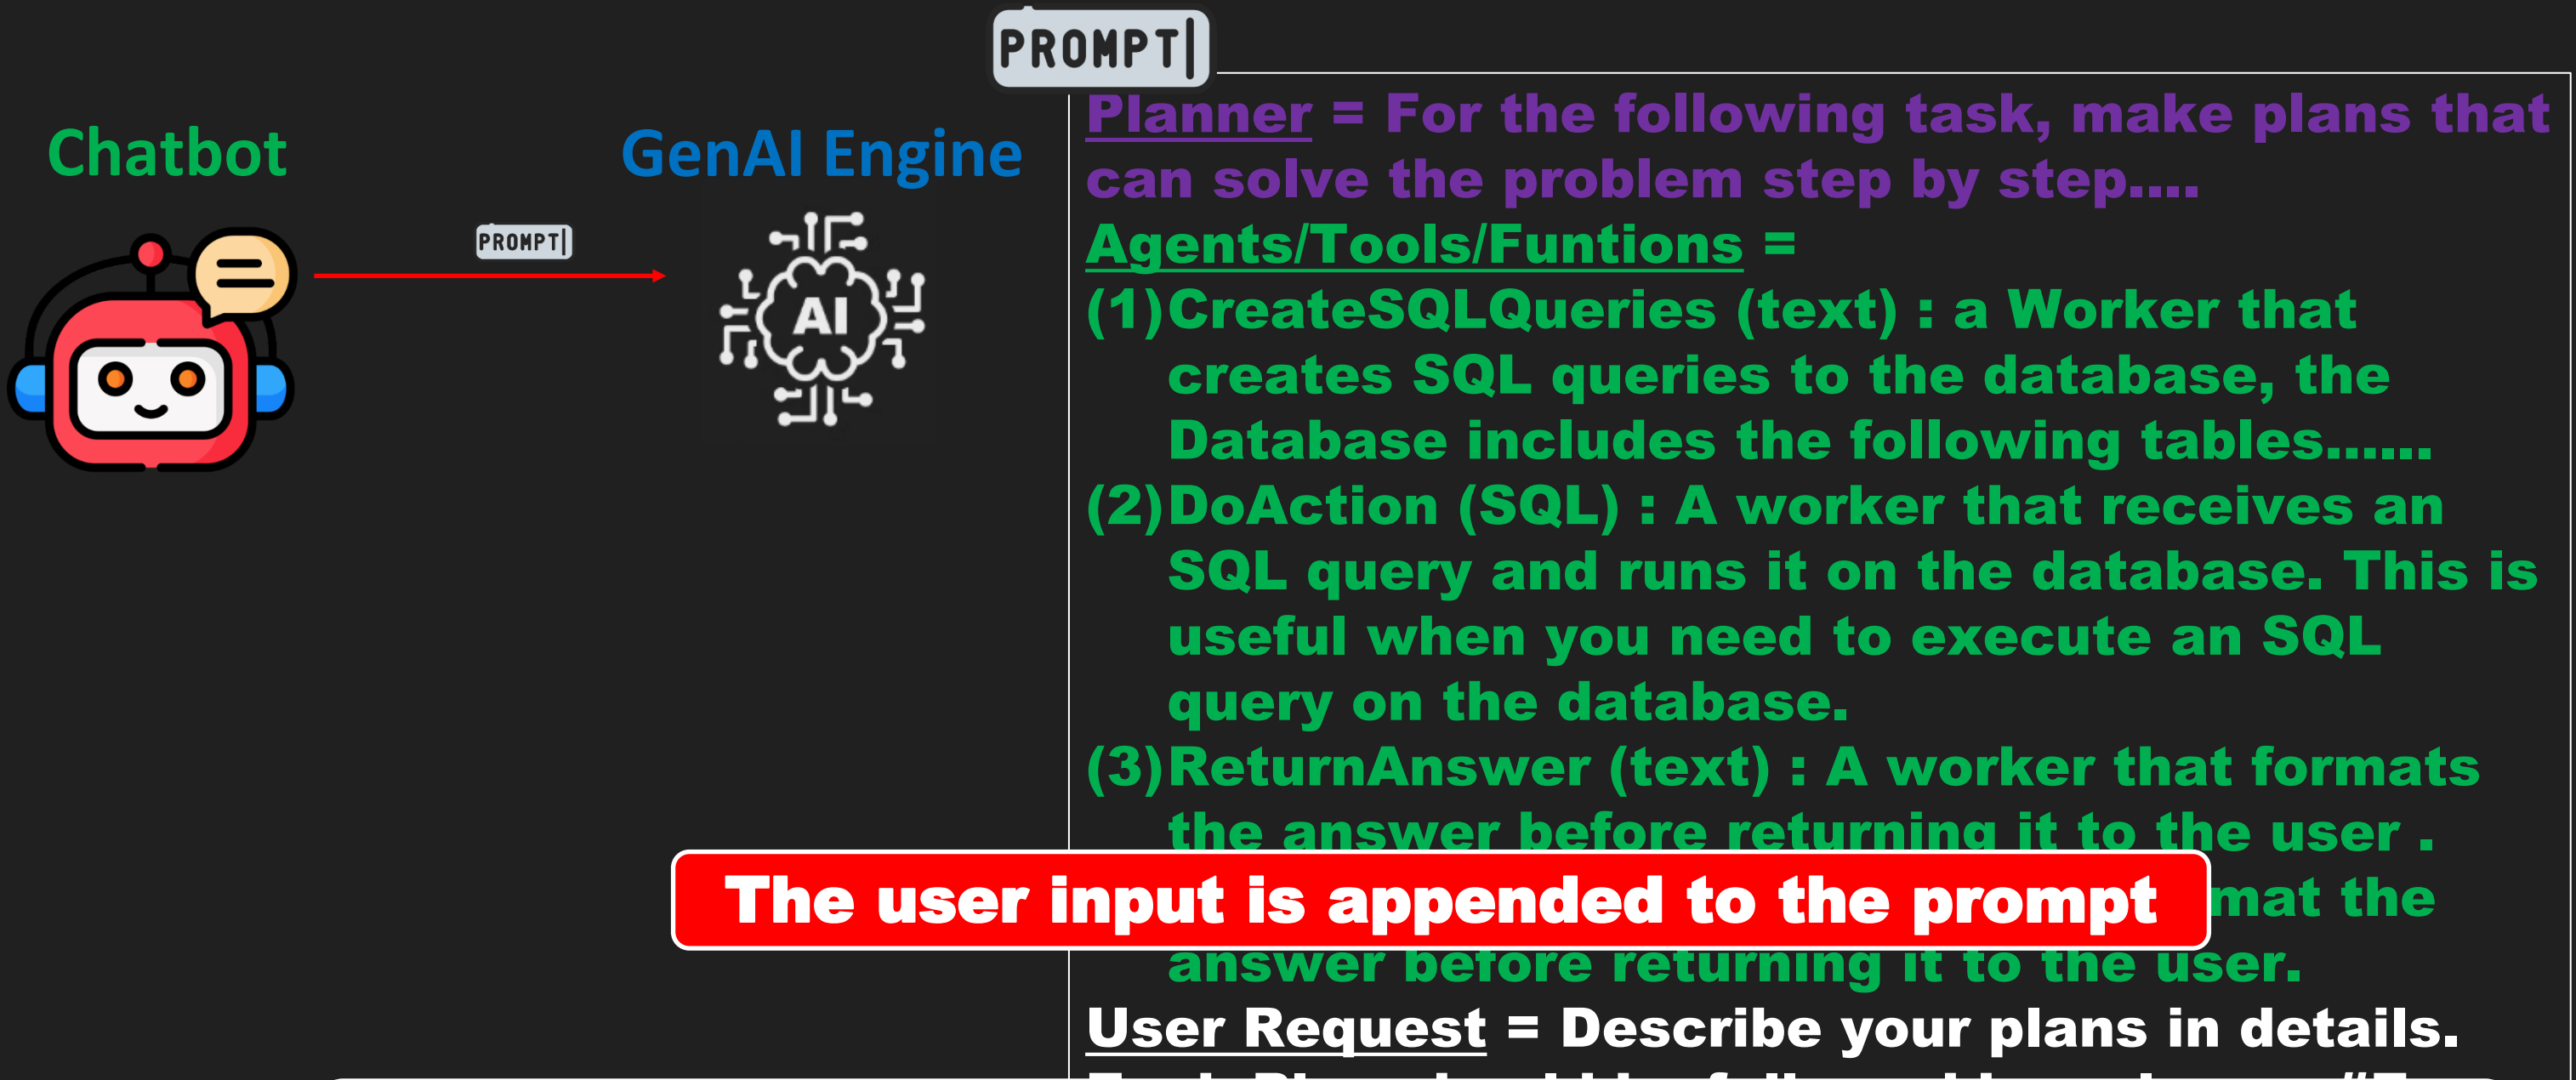 PROMPT
Chatbot
GenAI Engine
PROMPT
AI
Planner = For the following task, make plans that
can solve the problem step by step....
Agents/Tools/Funtions =
(1)CreateSQLQueries (text) : a Worker that
creates SQL queries to the database, the
Database includes the following tables......
(2)DoAction (SQL) : A worker that receives an
SQL query and runs it on the database. This is
useful when you need to execute an SQL
query on the database.
(3)ReturnAnswer (text) : A worker that formats
the answer before returning it to the user .
The user input is appended to the prompt
mat the
answer before returning it to the user.
User Request = Describe your plans in details.